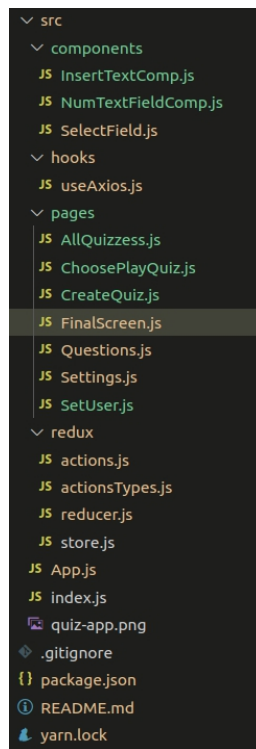 src
components
JS InsertTextComp.js
JS NumTextFieldComp.js
JS SelectField.js
hooks
JS useAxios.js
pages
JS AllQuizzess.js
JS ChoosePlayQuiz.js
JS CreateQuiz.js
JS FinalScreen.js
JS Questions.js
JS Settings.js
JS SetUser.js
redux
JS actions.js
JS actionsTypes.js
JS reducer.js
JS store.js
JS App.js
JS index.js
quiz-app.png
.gitignore
{} package.json
README.md
yarn.lock